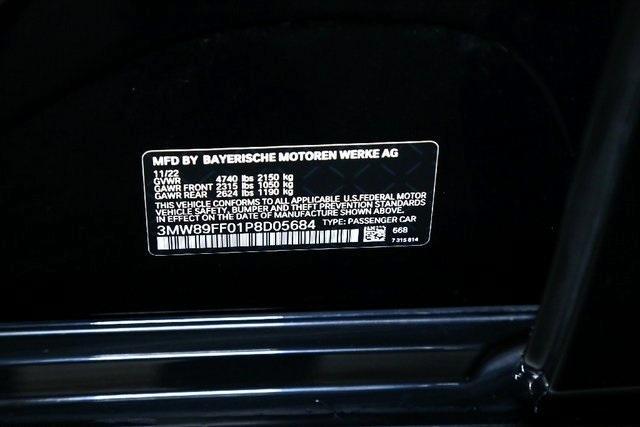 MFD BY BAYERISCHE MOTOREN WERKE AG
11/22
GVWR 4740 lbs 2150 kg
GAWR FRONT 2315 lbs 1050 kg
GAWR REAR 2624 lbs 1190 kg
THIS VEHICLE CONFORMS TO ALL APPLICABLE U.S.FEDERAL MOTOR
VEHICLE SAFETY, BUMPER AND THEFT PREVENTION STANDARDS
IN EFFECT ON THE DATE OF MANUFACTURE SHOWN ABOVE.
3MW89FF01P8D05684 TYPE: PASSENGER CAR
668
7 315 814